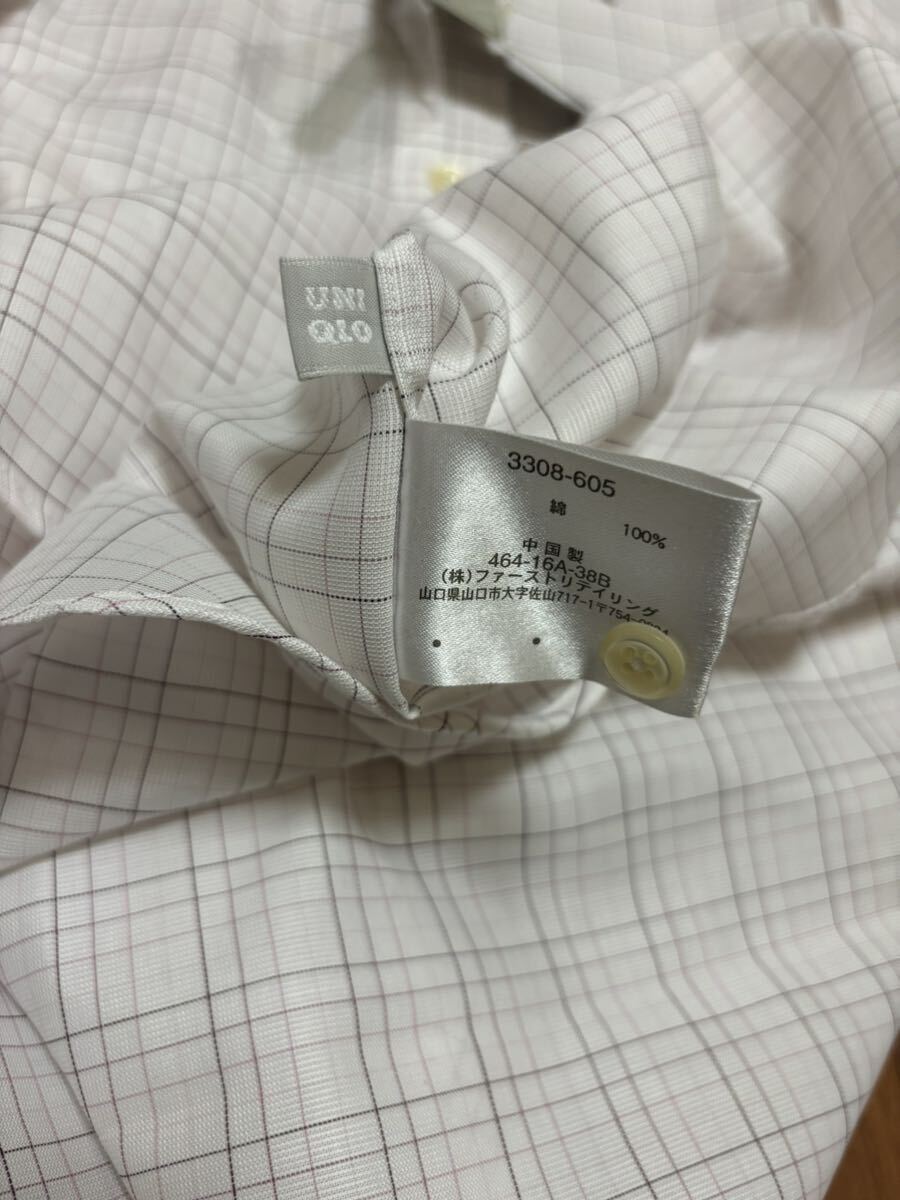 UNI
QLO
3308-605
綿 100%
中国製
464-16A-38B
(株)ファーストリテイリング
山口県山口市大字佐山717-1〒754-